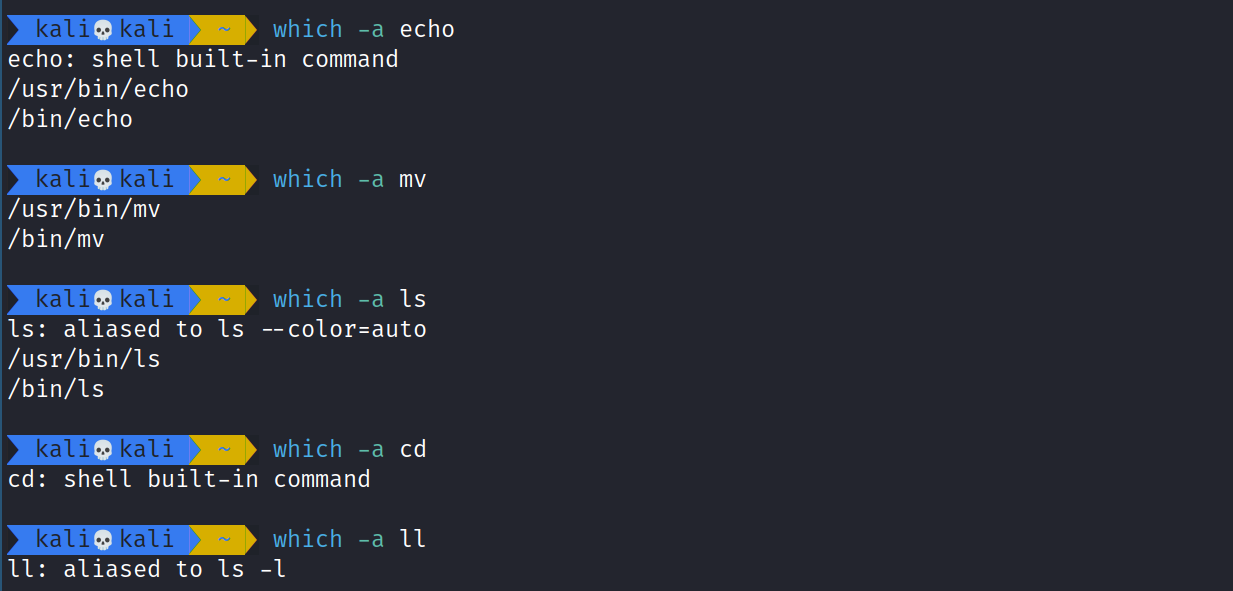 kali💀kali ~ which -a echo
echo: shell built-in command
/usr/bin/echo
/bin/echo
kali💀kali ~ which -a mv
/usr/bin/mv
/bin/mv
kali💀kali ~ which -a ls
ls: aliased to ls --color=auto
/usr/bin/ls
/bin/ls
kali💀kali ~ which -a cd
cd: shell built-in command
kali💀kali ~ which -a ll
ll: aliased to ls -l